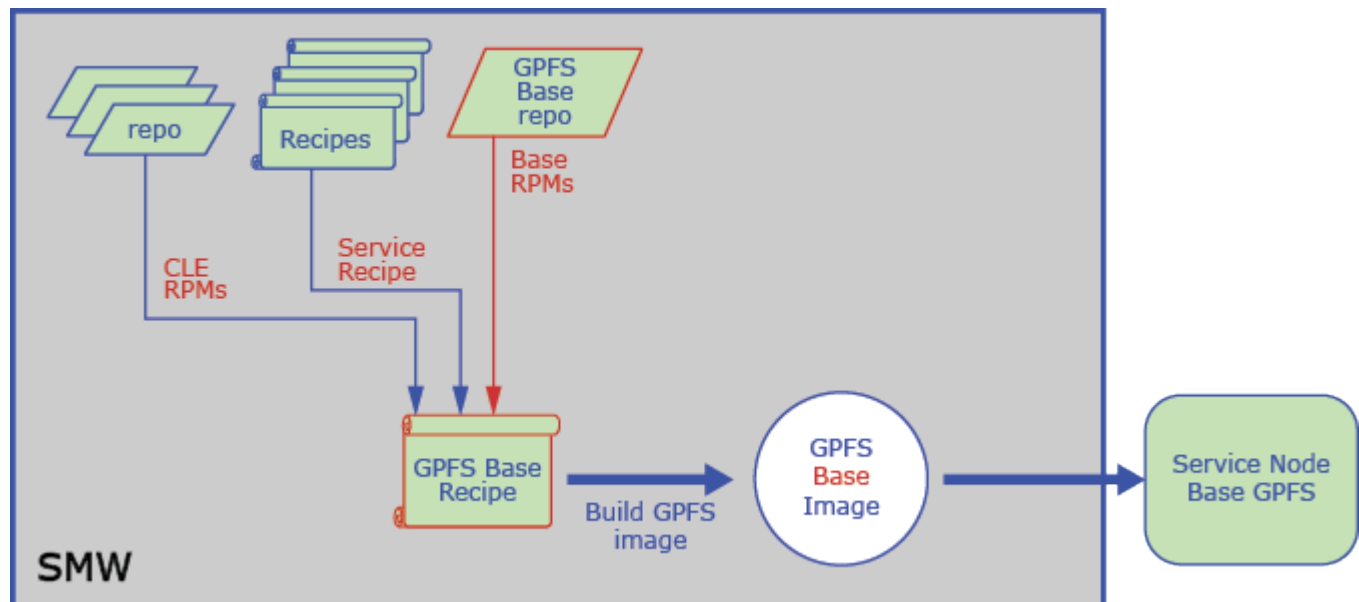 repo
Recipes
GPFS
Base
repo
Base
RPMs
CLE
RPMs
Service
Recipe
GPFS Base
Recipe
Build GPFS
image
GPFS
Base
Image
Service Node
Base GPFS
SMW